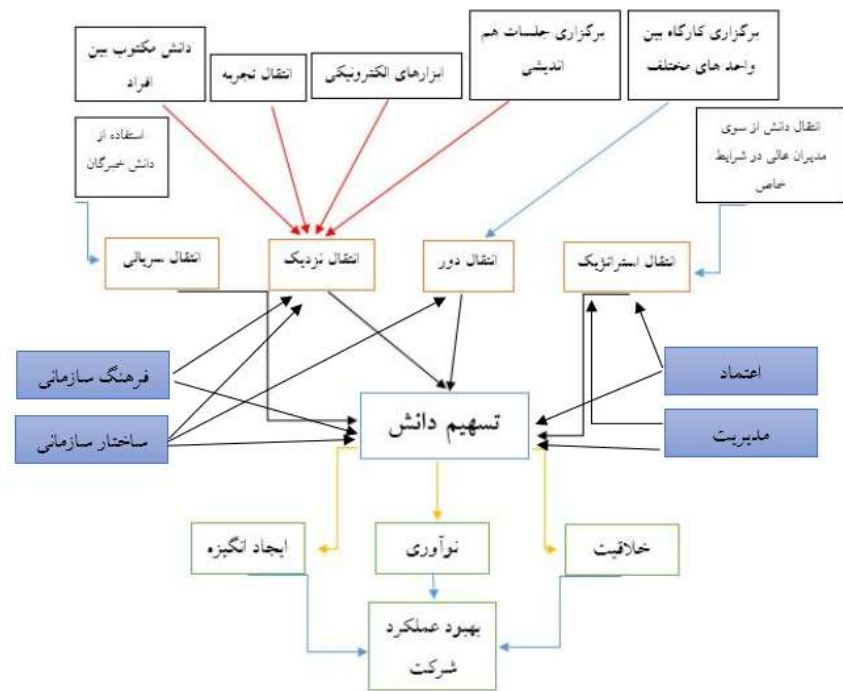 برگزاری کارگاه بین
واحد های مختلف
برگزاری جلسات هم
اندیشی
ابزارهای الکترونیکی
انتقال تجربه
دانش مکتوب بین
افراد
انتقال دانش از سوی
مدیران عالی در شرایط
خاص
استفاده از
دانش خبرگان
انتقال استراتژیک
انتقال دور
انتقال نزدیک
انتقال سریالی
اعتماد
فرهنگ سازمانی
تسهیم دانش
مدیریت
ساختار سازمانی
خلاقیت
نوآوری
ایجاد انگیزه
بهبود عملکرد
شرکت